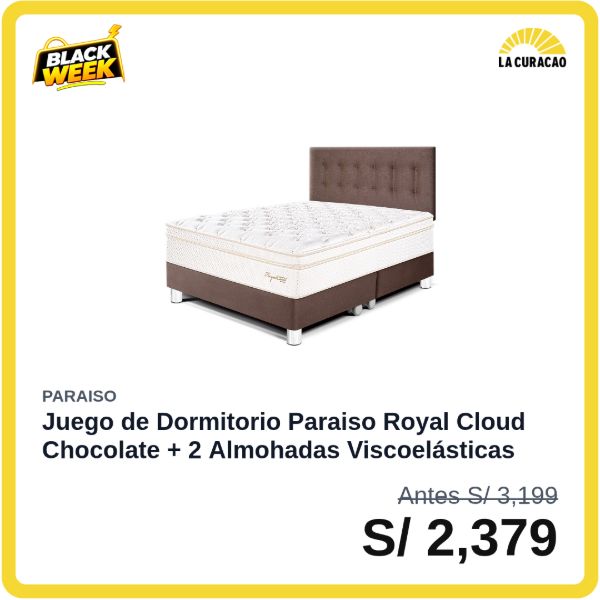 BLACK
WEEK
LA CURACAO
PARAISO
Juego de Dormitorio Paraiso Royal Cloud
Chocolate + 2 Almohadas Viscoelásticas
Antes S/ 3,199
S/ 2,379